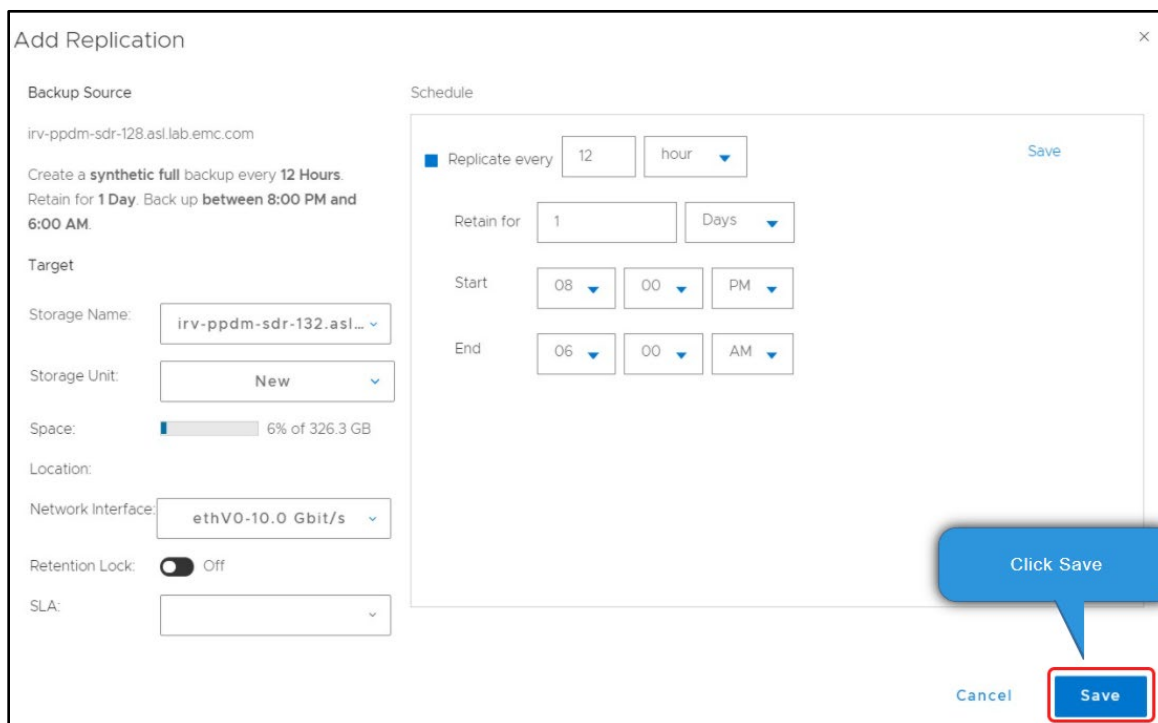 Add Replication
×
Backup Source
irv-ppdm-sdr-128.asl.lab.emc.com
Create a synthetic full backup every 12 Hours.
Retain for 1 Day. Back up between 8:00 PM and
6:00 AM.
Target
Storage Name: irv-ppdm-sdr-132.asl...
Storage Unit: New
Space: 6% of 326.3 GB
Location:
Network Interface: ethV0-10.0 Gbit/s
Retention Lock: Off
SLA:
Schedule
Replicate every 12 hour Save
Retain for 1 Days
Start 08 00 PM
End 06 00 AM
Click Save
Cancel Save